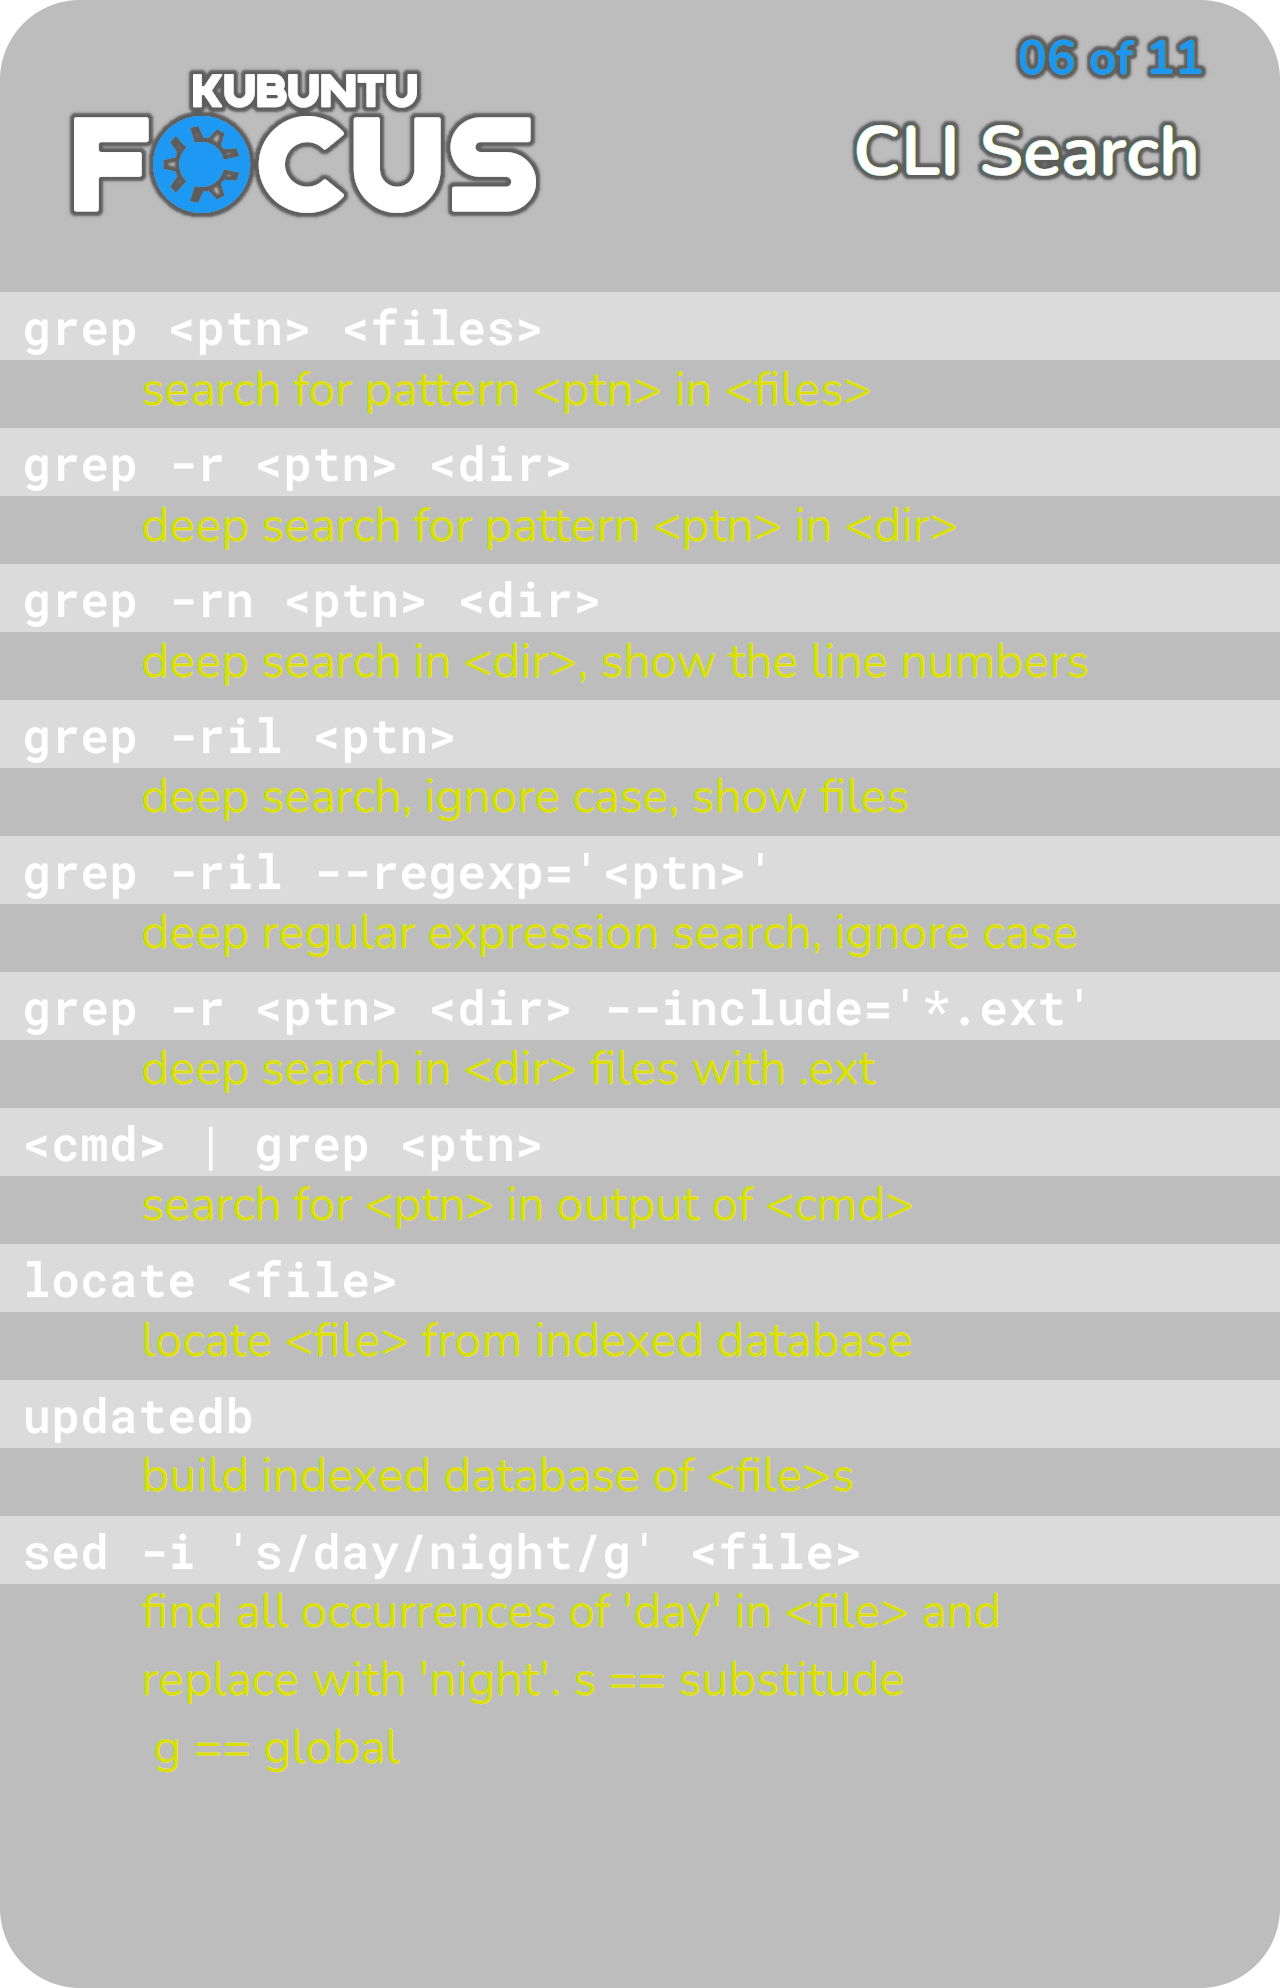 06 of 11
KUBUNTU
FOCUS
CLI Search
grep <ptn> <files>
search for pattern <ptn> in <files>
grep -r <ptn> <dir>
deep search for pattern <ptn> in <dir>
grep -rn <ptn> <dir>
deep search in <dir>, show the line numbers
grep -ril <ptn>
deep search, ignore case, show files
grep -ril --regexp='<ptn>'
deep regular expression search, ignore case
grep -r <ptn> <dir> --include='*.ext'
deep search in <dir> files with .ext
<cmd> | grep <ptn>
search for <ptn> in output of <cmd>
locate <file>
locate <file> from indexed database
updatedb
build indexed database of <file>s
sed -i 's/day/night/g' <file>
find all occurrences of 'day' in <file> and
replace with 'night'. s == substitude
g == global